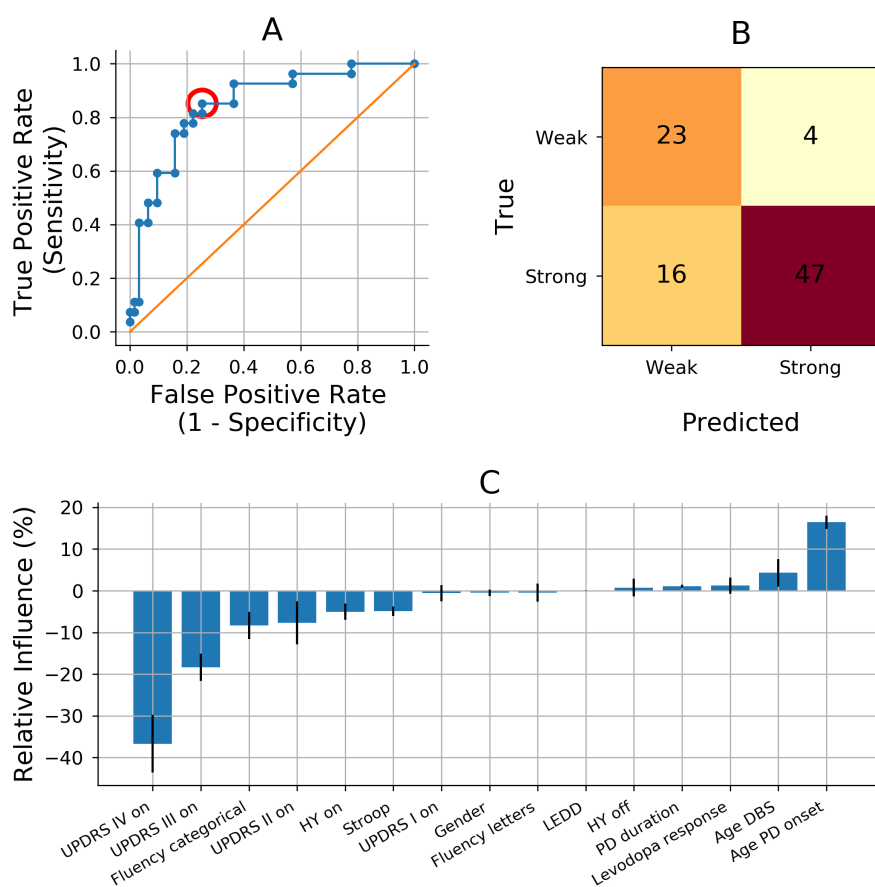 A
1.0
0.8
0.6
0.4
0.2
0.0
True Positive Rate
(Sensitivity)
0.0 0.2 0.4 0.6 0.8 1.0
False Positive Rate
(1 - Specificity)
B
Weak 23 4
Strong 16 47
True
Weak Strong
Predicted
C
20
10
0
−10
−20
−30
−40
Relative Influence (%)
UPDRS IV on
UPDRS III on
Fluency categorical
UPDRS II on
HY on
Stroop
UPDRS I on
Gender
Fluency letters
LEDD
HY off
PD duration
Levodopa response
Age DBS
Age PD onset